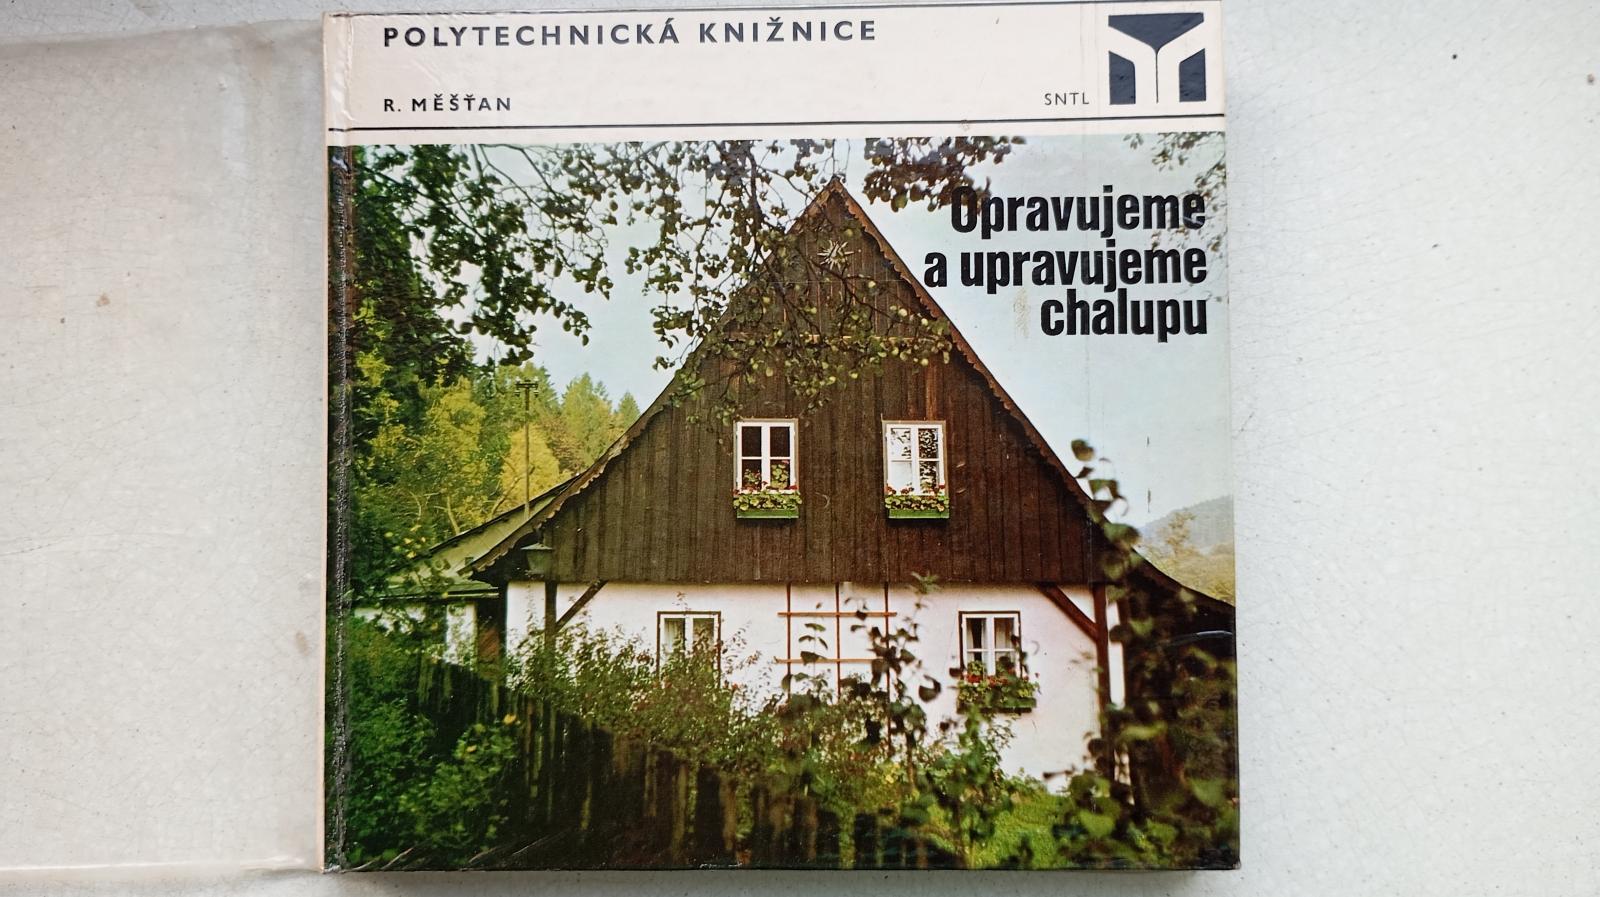 POLYTECHNICKÁ KNIŽNICE
R. MĚŠŤAN
SNTL
Opravujeme
a upravujeme
chalupu